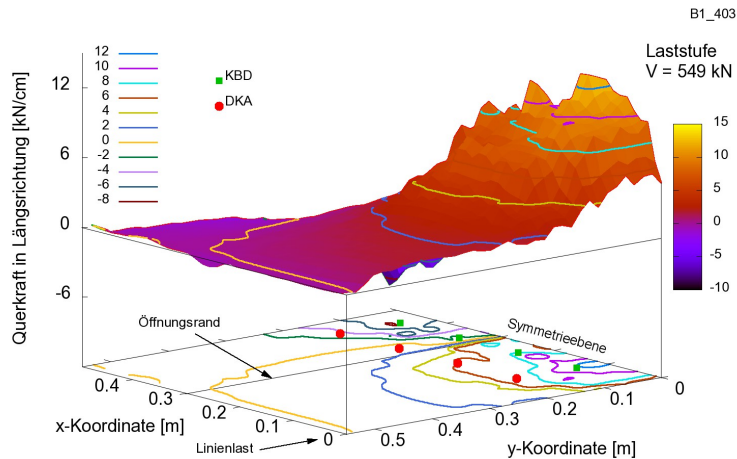 B1_403
Laststufe
V = 549 kN
12
10
8
6
4
2
0
-2
-4
-6
-8
KBD
DKA
Querkraft in Längsrichtung [kN/cm]
12
6
0
-6
15
10
5
0
-5
-10
Öffnungsrand
Symmetrieebene
Linienlast
0.4
0.3
0.2
0.1
0
x-Koordinate [m]
0.5
0.4
0.3
0.2
0.1
0
y-Koordinate [m]